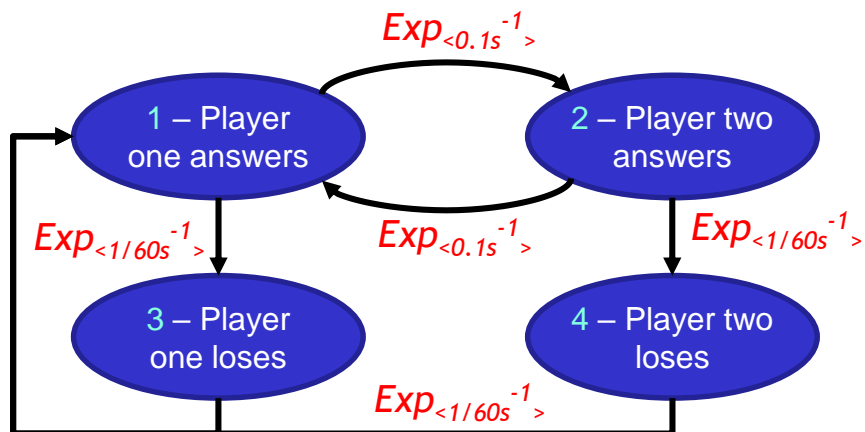 Exp<0.1s^-1>
1 – Player
one answers
2 – Player two
answers
Exp<1/60s^-1>
Exp<0.1s^-1>
Exp<1/60s^-1>
3 – Player
one loses
4 – Player two
loses
Exp<1/60s^-1>